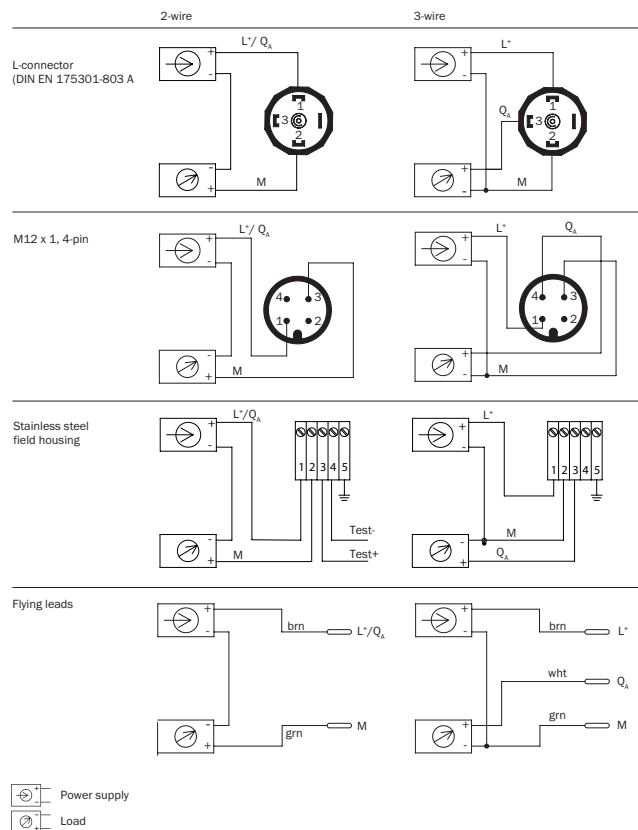 2-wire 3-wire
L-connector
(DIN EN 175301-803 A
+ L⁺/ Q_A
-
1
3
2
-
+ M
+ L⁺
-
1
Q_A 3
2
+
- M
M12 x 1, 4-pin
+ L⁺/ Q_A
-
4 3
1 2
-
+ M
+ L⁺ Q_A
-
4 3
1 2
+
- M
Stainless steel
field housing
+ L⁺/Q_A
-
1 2 3 4 5
- Test-
+ M Test+
+ L⁺
-
1 2 3 4 5
- M
+ Q_A
Flying leads
+ brn L⁺/Q_A
-
-
+ grn M
+ brn L⁺
-
wht Q_A
+ grn M
-
+ - Power supply
+ - Load